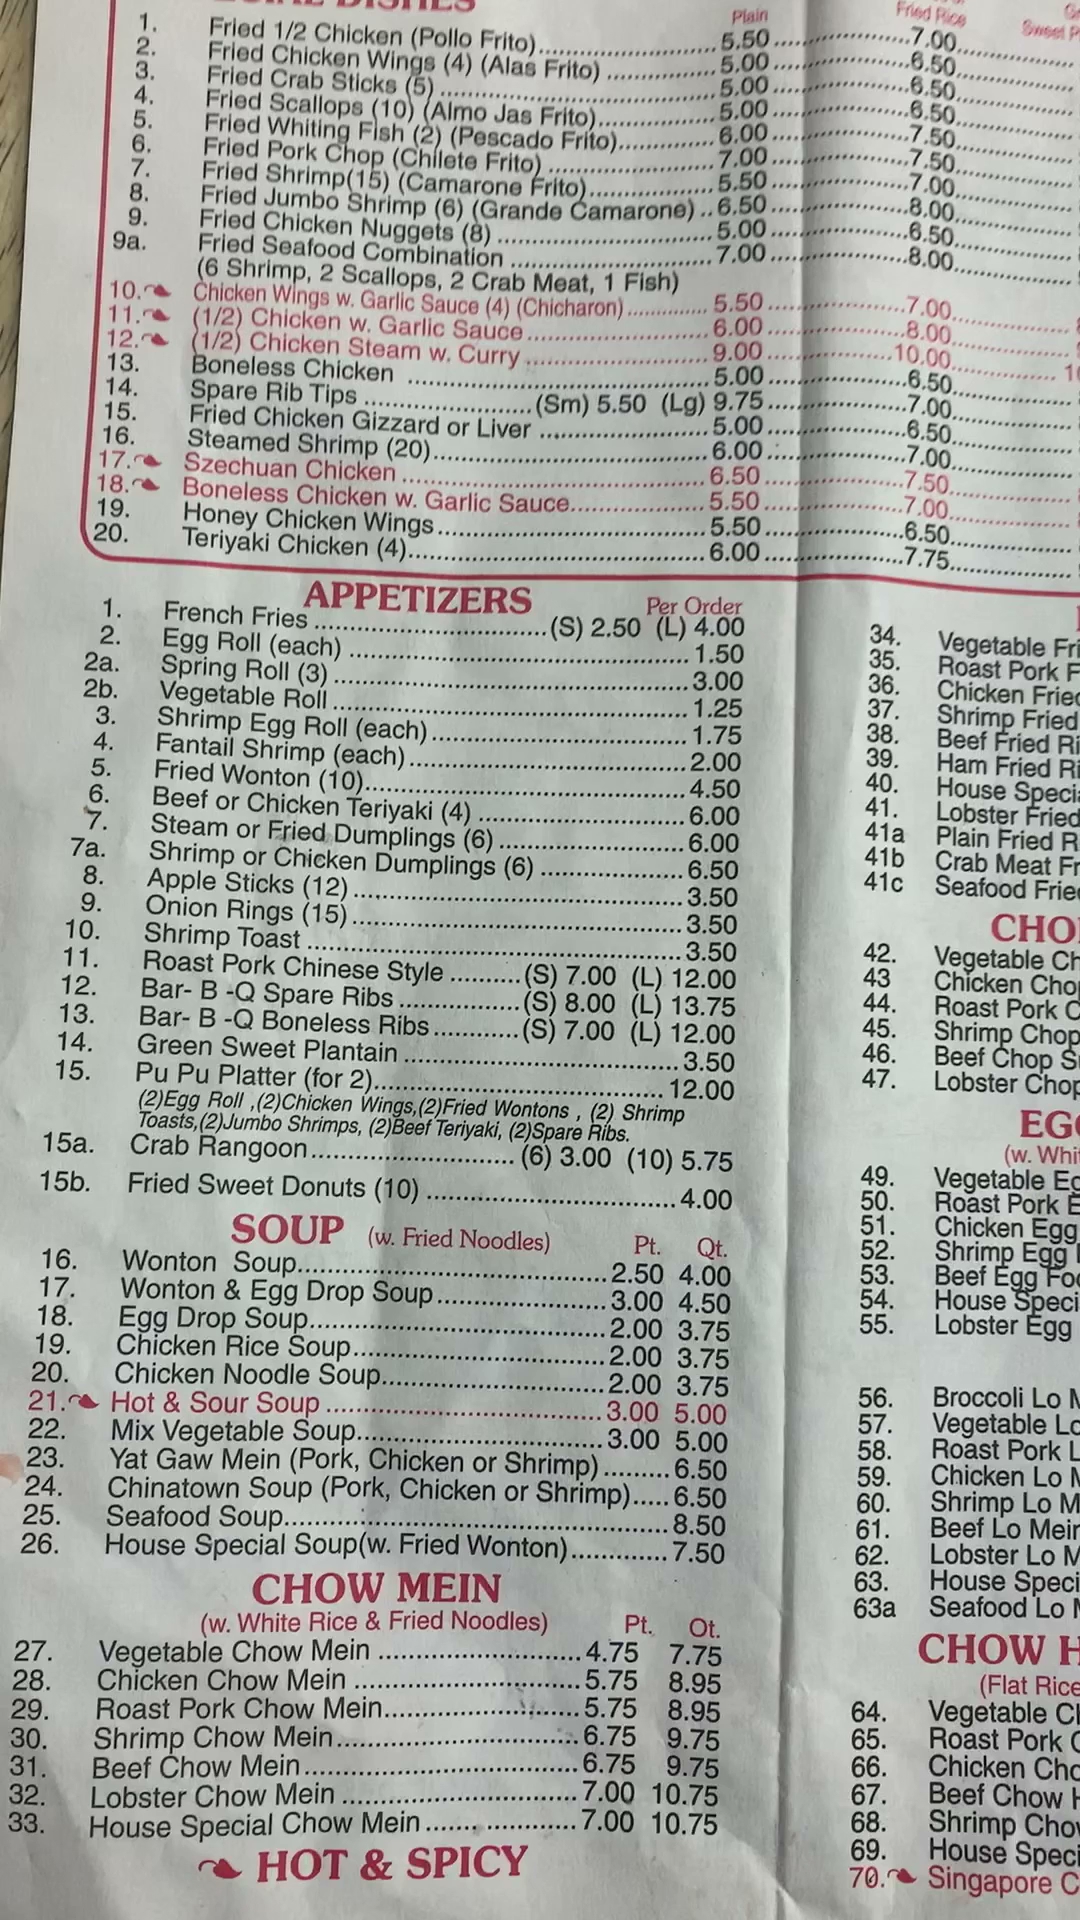 DISHES
Plain Fried Rice
1. Fried 1/2 Chicken (Pollo Frito) 5.50 7.00
2. Fried Chicken Wings (4) (Alas Frito) 5.00 6.50
3. Fried Crab Sticks (5) 5.00 6.50
4. Fried Scallops (10) (Almo Jas Frito) 5.00 6.50
5. Fried Whiting Fish (2) (Pescado Frito) 6.00 7.50
6. Fried Pork Chop (Chilete Frito) 7.00 7.50
7. Fried Shrimp(15) (Camarone Frito) 5.50 7.00
8. Fried Jumbo Shrimp (6) (Grande Camarone) 6.50 8.00
9. Fried Chicken Nuggets (8) 5.00 6.50
9a. Fried Seafood Combination 7.00 8.00
(6 Shrimp, 2 Scallops, 2 Crab Meat, 1 Fish)
10. Chicken Wings w. Garlic Sauce (4) (Chicharon) 5.50 7.00
11. (1/2) Chicken w. Garlic Sauce 6.00 8.00
12. (1/2) Chicken Steam w. Curry 9.00 10.00
13. Boneless Chicken 5.00 6.50
14. Spare Rib Tips (Sm) 5.50 (Lg) 9.75 7.00
15. Fried Chicken Gizzard or Liver 5.00 6.50
16. Steamed Shrimp (20) 6.00 7.00
17. Szechuan Chicken 6.50 7.50
18. Boneless Chicken w. Garlic Sauce 5.50 7.00
19. Honey Chicken Wings 5.50 6.50
20. Teriyaki Chicken (4) 6.00 7.75
APPETIZERS Per Order
1. French Fries (S) 2.50 (L) 4.00
2. Egg Roll (each) 1.50
2a. Spring Roll (3) 3.00
2b. Vegetable Roll 1.25
3. Shrimp Egg Roll (each) 1.75
4. Fantail Shrimp (each) 2.00
5. Fried Wonton (10) 4.50
6. Beef or Chicken Teriyaki (4) 6.00
7. Steam or Fried Dumplings (6) 6.00
7a. Shrimp or Chicken Dumplings (6) 6.50
8. Apple Sticks (12) 3.50
9. Onion Rings (15) 3.50
10. Shrimp Toast 3.50
11. Roast Pork Chinese Style (S) 7.00 (L) 12.00
12. Bar- B -Q Spare Ribs (S) 8.00 (L) 13.75
13. Bar- B -Q Boneless Ribs (S) 7.00 (L) 12.00
14. Green Sweet Plantain 3.50
15. Pu Pu Platter (for 2) 12.00
(2)Egg Roll ,(2)Chicken Wings,(2)Fried Wontons , (2) Shrimp
Toasts,(2)Jumbo Shrimps, (2)Beef Teriyaki, (2)Spare Ribs.
15a. Crab Rangoon (6) 3.00 (10) 5.75
15b. Fried Sweet Donuts (10) 4.00
SOUP (w. Fried Noodles) Pt. Qt.
16. Wonton Soup 2.50 4.00
17. Wonton & Egg Drop Soup 3.00 4.50
18. Egg Drop Soup 2.00 3.75
19. Chicken Rice Soup 2.00 3.75
20. Chicken Noodle Soup 2.00 3.75
21. Hot & Sour Soup 3.00 5.00
22. Mix Vegetable Soup 3.00 5.00
23. Yat Gaw Mein (Pork, Chicken or Shrimp) 6.50
24. Chinatown Soup (Pork, Chicken or Shrimp) 6.50
25. Seafood Soup 8.50
26. House Special Soup(w. Fried Wonton) 7.50
CHOW MEIN
(w. White Rice & Fried Noodles) Pt. Qt.
27. Vegetable Chow Mein 4.75 7.75
28. Chicken Chow Mein 5.75 8.95
29. Roast Pork Chow Mein 5.75 8.95
30. Shrimp Chow Mein 6.75 9.75
31. Beef Chow Mein 6.75 9.75
32. Lobster Chow Mein 7.00 10.75
33. House Special Chow Mein 7.00 10.75
HOT & SPICY
34. Vegetable Fri
35. Roast Pork F
36. Chicken Fried
37. Shrimp Fried
38. Beef Fried Ri
39. Ham Fried Ri
40. House Specia
41. Lobster Fried
41a Plain Fried R
41b Crab Meat Fr
41c Seafood Fried
CHO
42. Vegetable Ch
43 Chicken Chop
44. Roast Pork C
45. Shrimp Chop
46. Beef Chop S
47. Lobster Chop
EGG
(w. Whit
49. Vegetable Eg
50. Roast Pork E
51. Chicken Egg
52. Shrimp Egg
53. Beef Egg Foo
54. House Speci
55. Lobster Egg
56. Broccoli Lo M
57. Vegetable Lo
58. Roast Pork L
59. Chicken Lo M
60. Shrimp Lo M
61. Beef Lo Mein
62. Lobster Lo M
63. House Speci
63a Seafood Lo M
CHOW
(Flat Rice
64. Vegetable Ch
65. Roast Pork C
66. Chicken Cho
67. Beef Chow
68. Shrimp Chow
69. House Speci
70. Singapore C